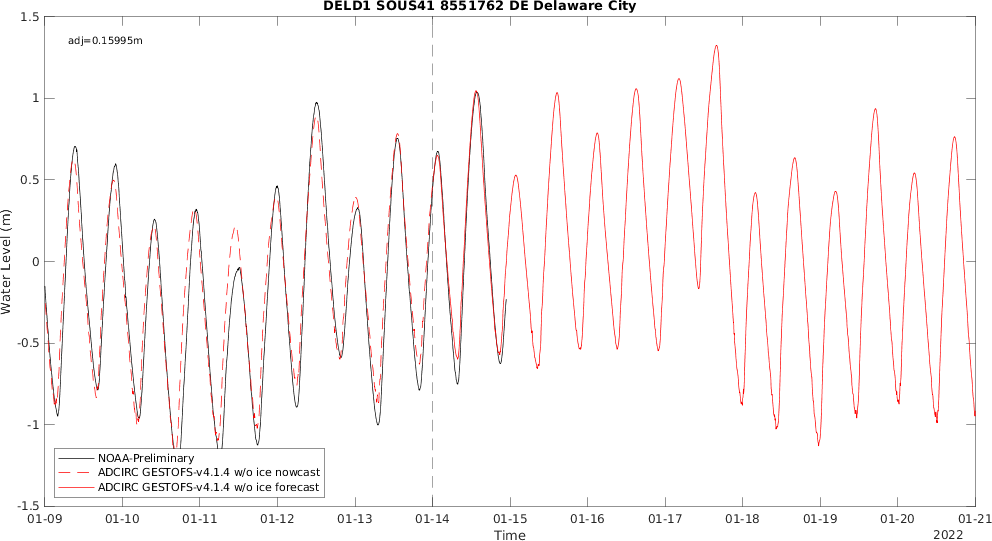 DELD1 SOUS41 8551762 DE Delaware City
adj=0.15995m
1.5
1
0.5
0
-0.5
-1
-1.5
Water Level (m)
NOAA-Preliminary
ADCIRC GESTOFS-v4.1.4 w/o ice nowcast
ADCIRC GESTOFS-v4.1.4 w/o ice forecast
01-09 01-10 01-11 01-12 01-13 01-14 01-15 01-16 01-17 01-18 01-19 01-20 01-21
Time
2022